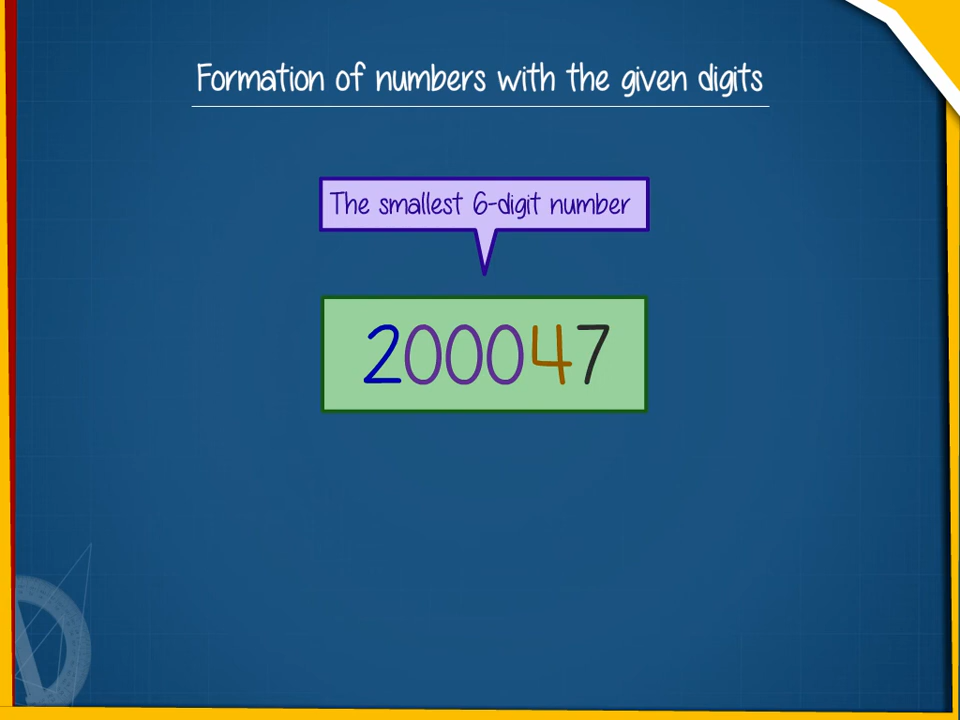 Formation of numbers with the given digits
The smallest 6-digit number
200047